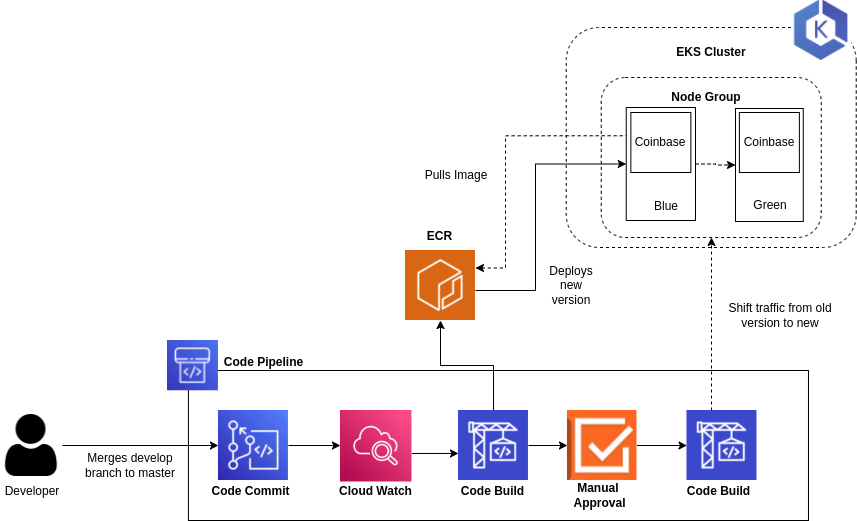 K
EKS Cluster
Node Group
Coinbase
Coinbase
Blue
Green
Pulls Image
ECR
Deploys
new
version
Shift traffic from old
version to new
Code Pipeline
Merges develop
branch to master
Developer
Code Commit
Cloud Watch
Code Build
Manual
Approval
Code Build